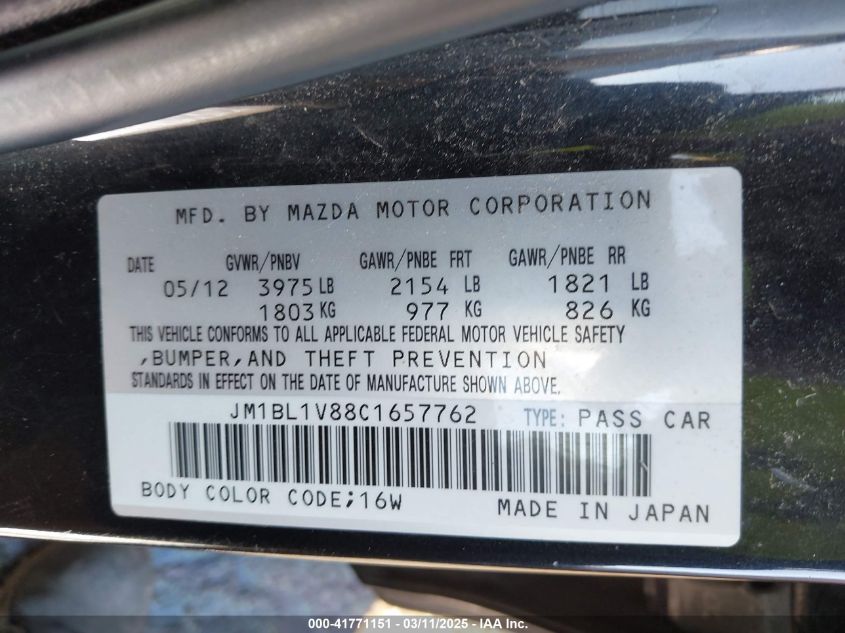 MFD. BY MAZDA MOTOR CORPORATION
DATE GVWR/PNBV GAWR/PNBE FRT GAWR/PNBE RR
05/12 3975 LB 2154 LB 1821 LB
1803 KG 977 KG 826 KG
THIS VEHICLE CONFORMS TO ALL APPLICABLE FEDERAL MOTOR VEHICLE SAFETY
,BUMPER,AND THEFT PREVENTION
STANDARDS IN EFFECT ON THE DATE OF MANUFACTURE SHOWN ABOVE.
JM1BL1V88C1657762 TYPE: PASS CAR
BODY COLOR CODE;16W MADE IN JAPAN
000-41771151 - 03/11/2025 - IAA Inc.